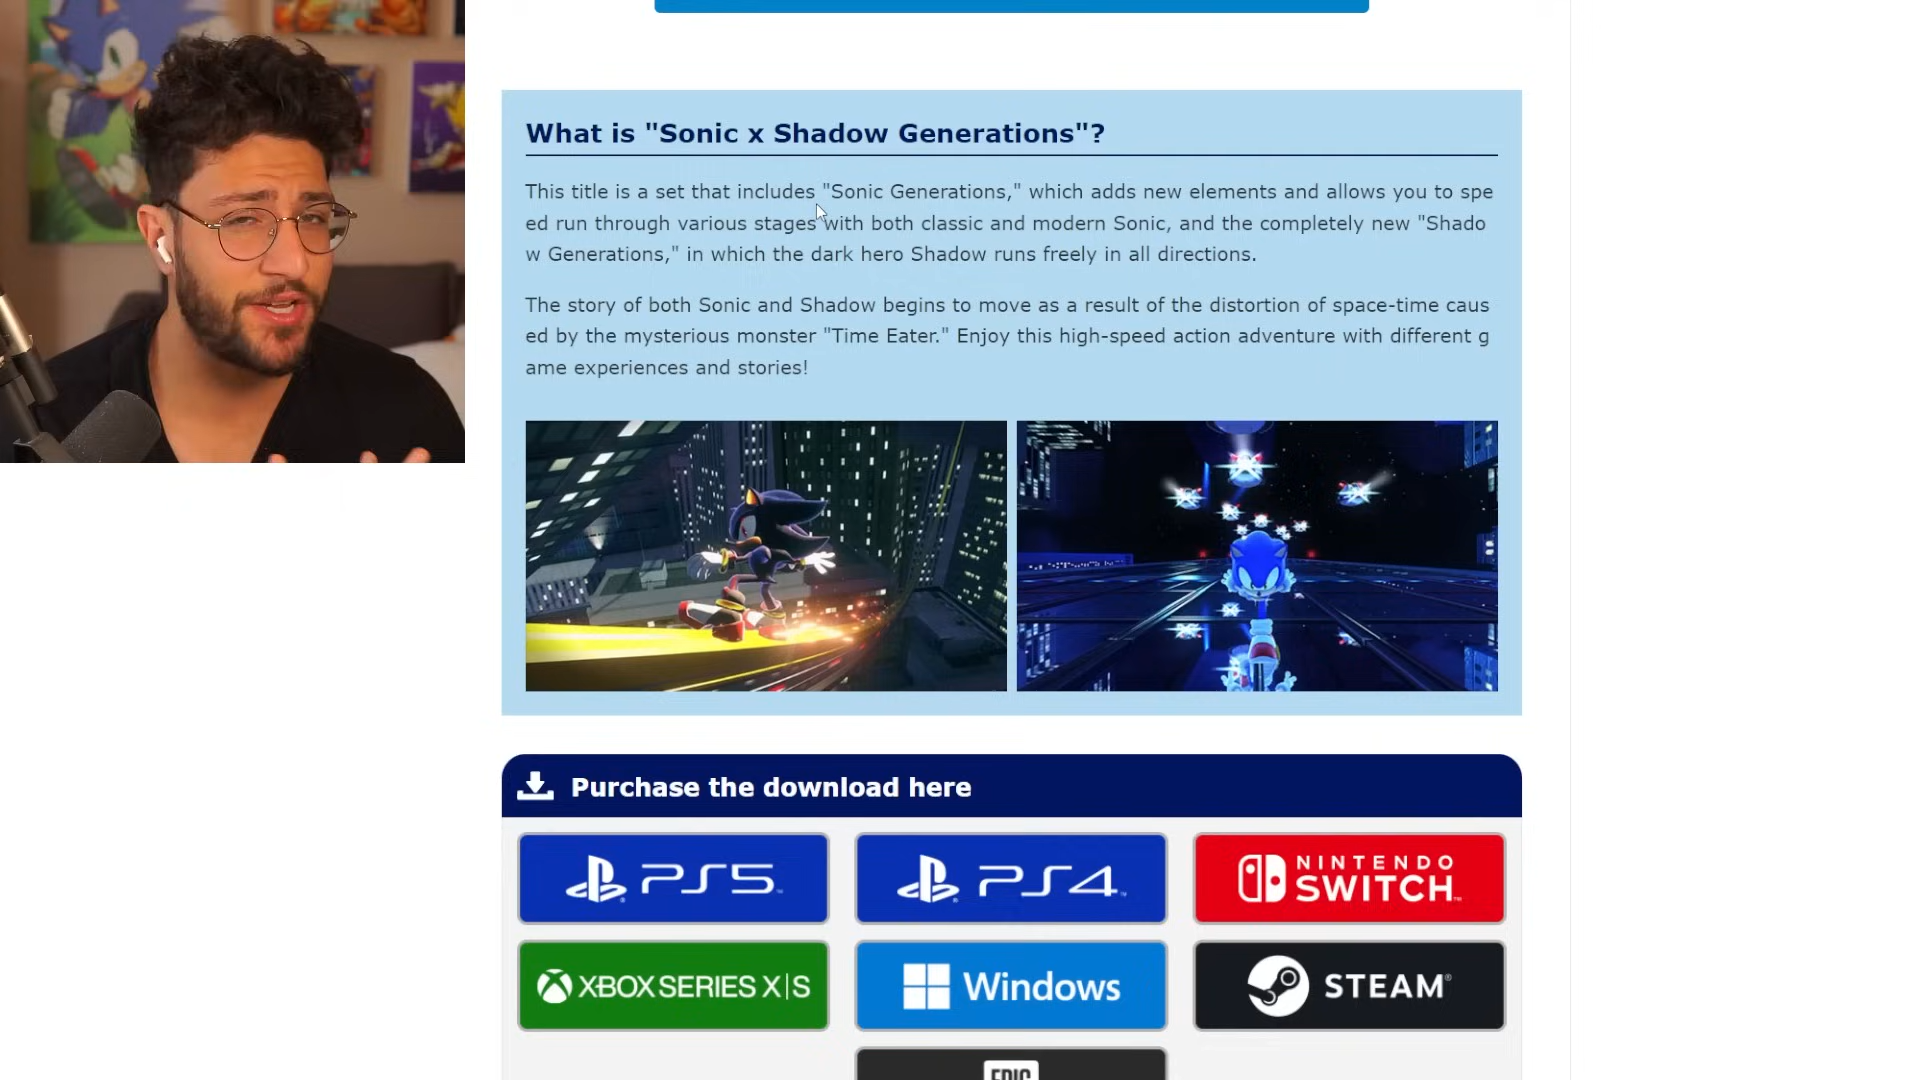 What is "Sonic x Shadow Generations"?
This title is a set that includes "Sonic Generations," which adds new elements and allows you to spe
ed run through various stages with both classic and modern Sonic, and the completely new "Shado
w Generations," in which the dark hero Shadow runs freely in all directions.
The story of both Sonic and Shadow begins to move as a result of the distortion of space-time caus
ed by the mysterious monster "Time Eater." Enjoy this high-speed action adventure with different g
ame experiences and stories!
Purchase the download here
PS5
PS4
NINTENDO
SWITCH
XBOX SERIES X|S
Windows
STEAM
EPIC